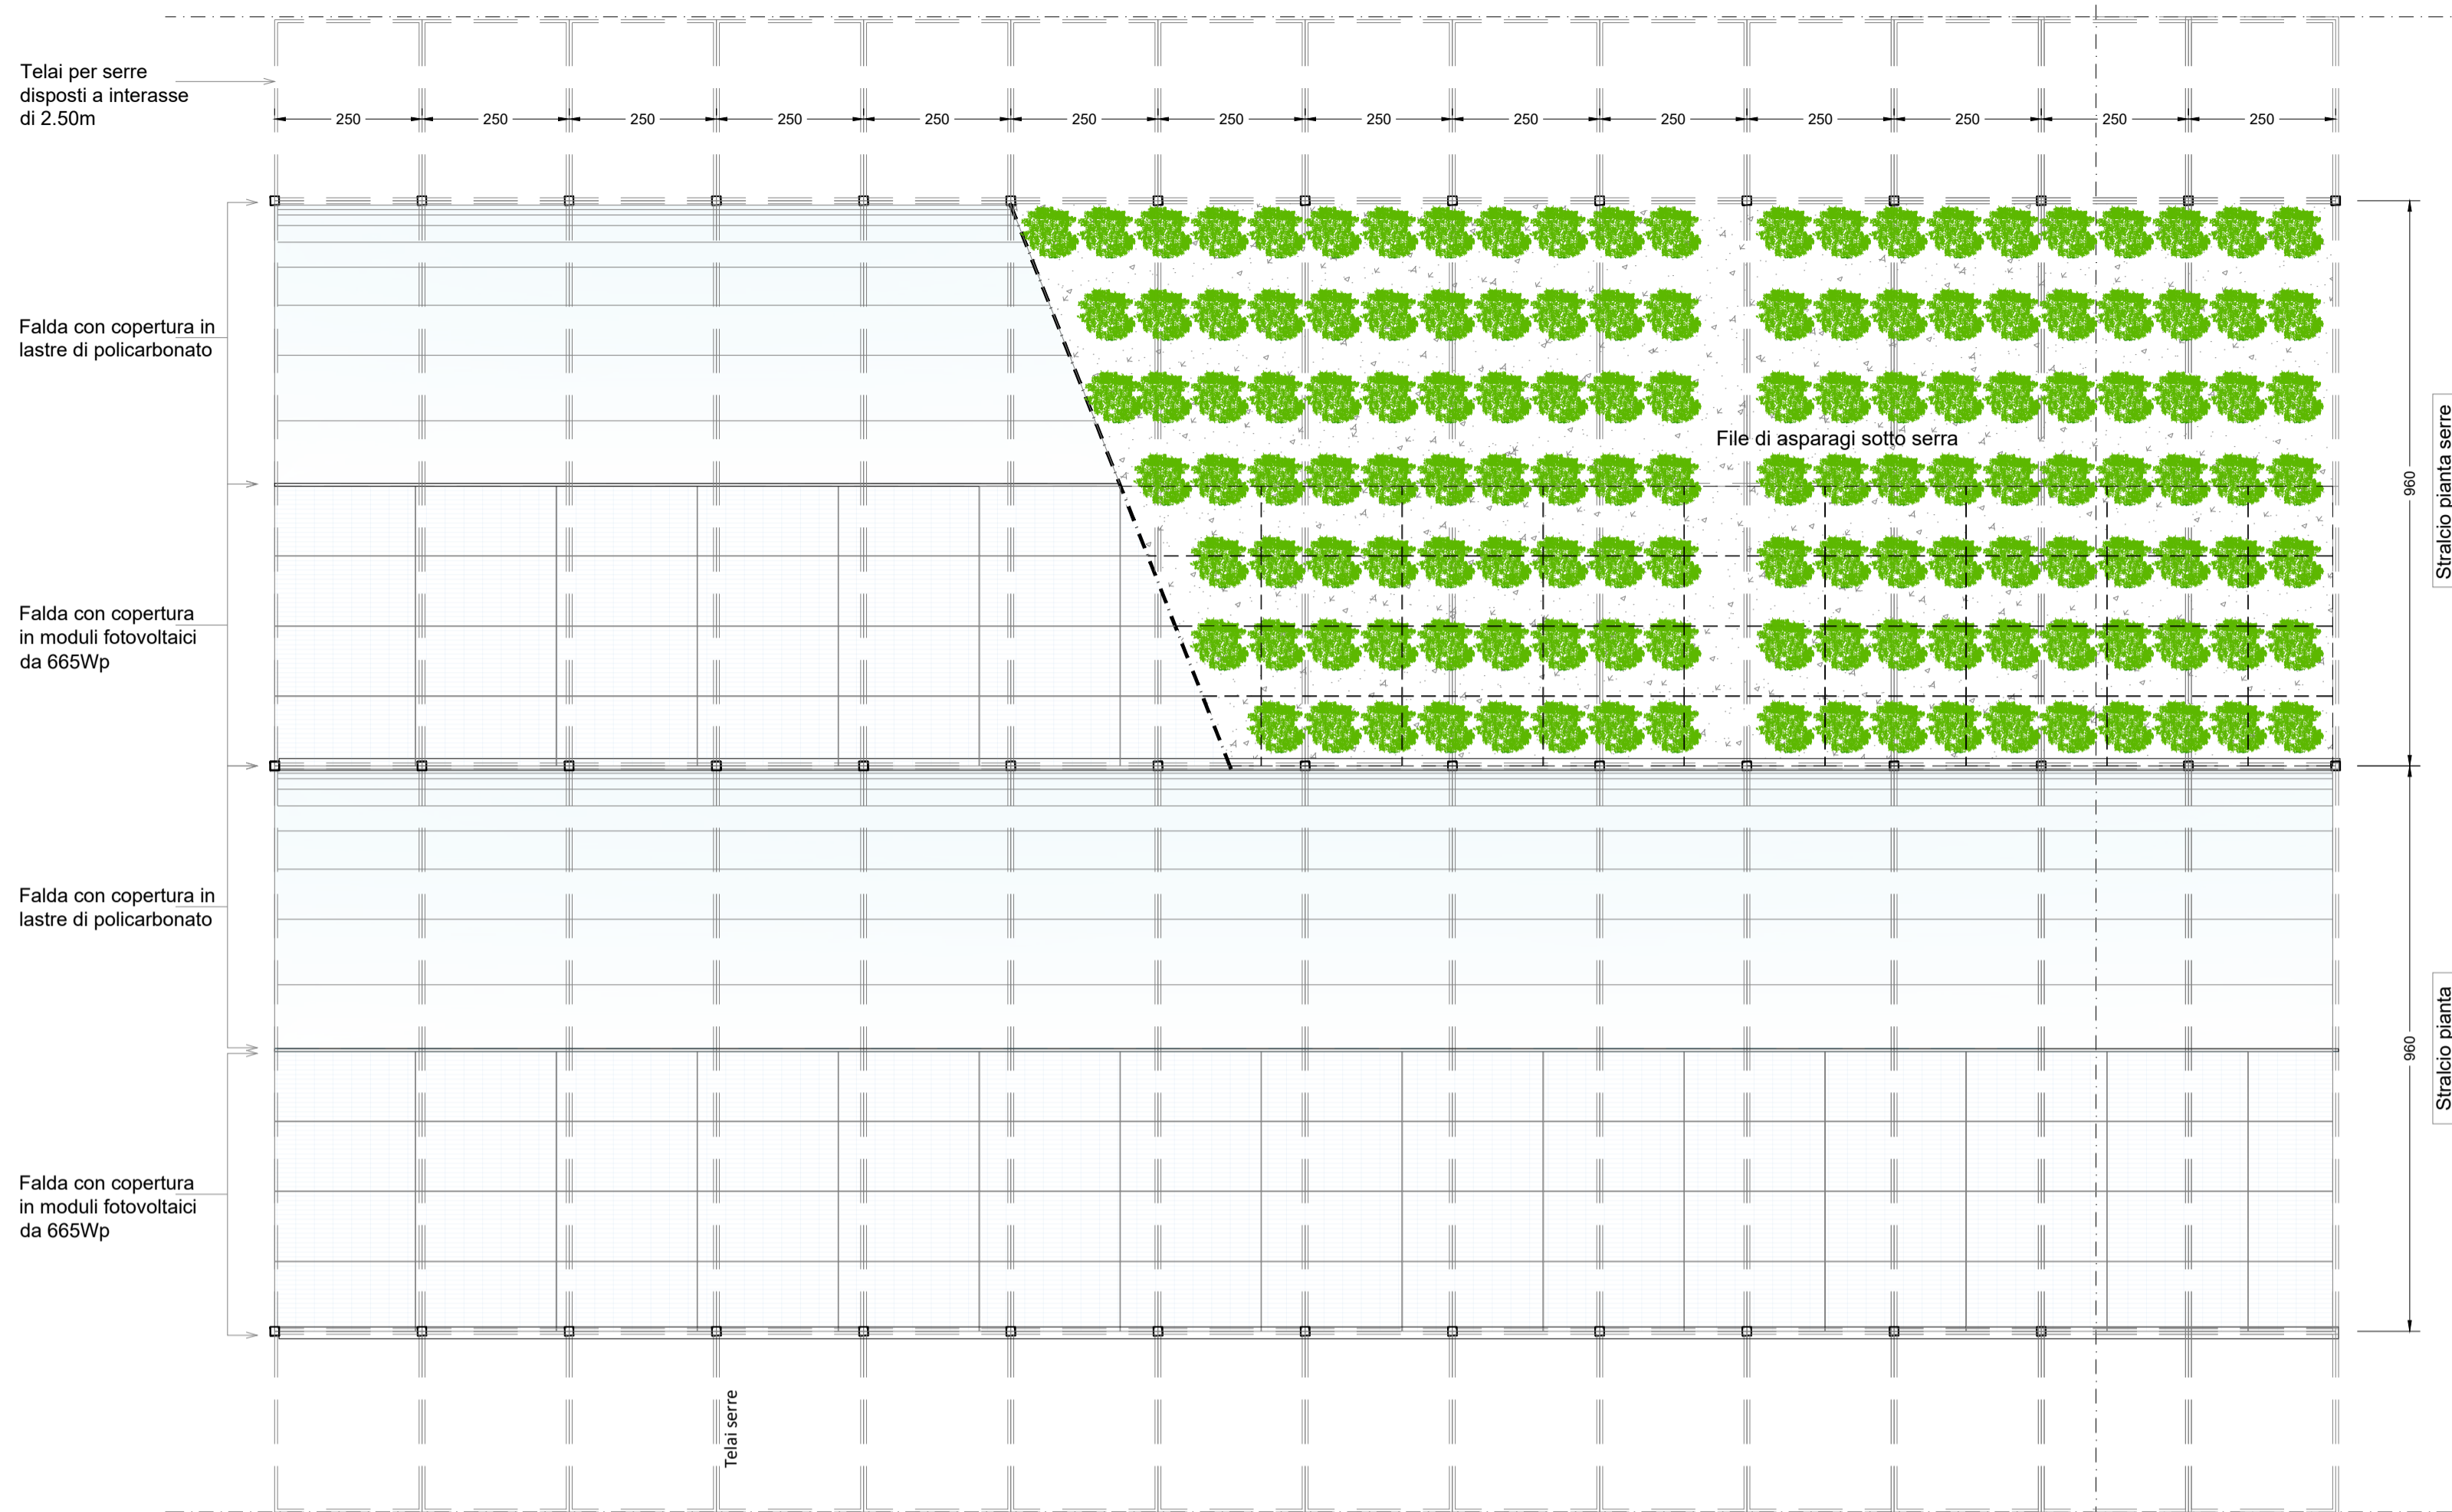 Telai per serre
disposti a interasse
di 2.50m
250 250 250 250 250 250 250 250 250 250 250 250 250 250
Falda con copertura in
lastre di policarbonato
File di asparagi sotto serra
960
Stralcio pianta serre
Falda con copertura
in moduli fotovoltaici
da 665Wp
Falda con copertura in
lastre di policarbonato
960
Stralcio pianta
Falda con copertura
in moduli fotovoltaici
da 665Wp
Telai serre